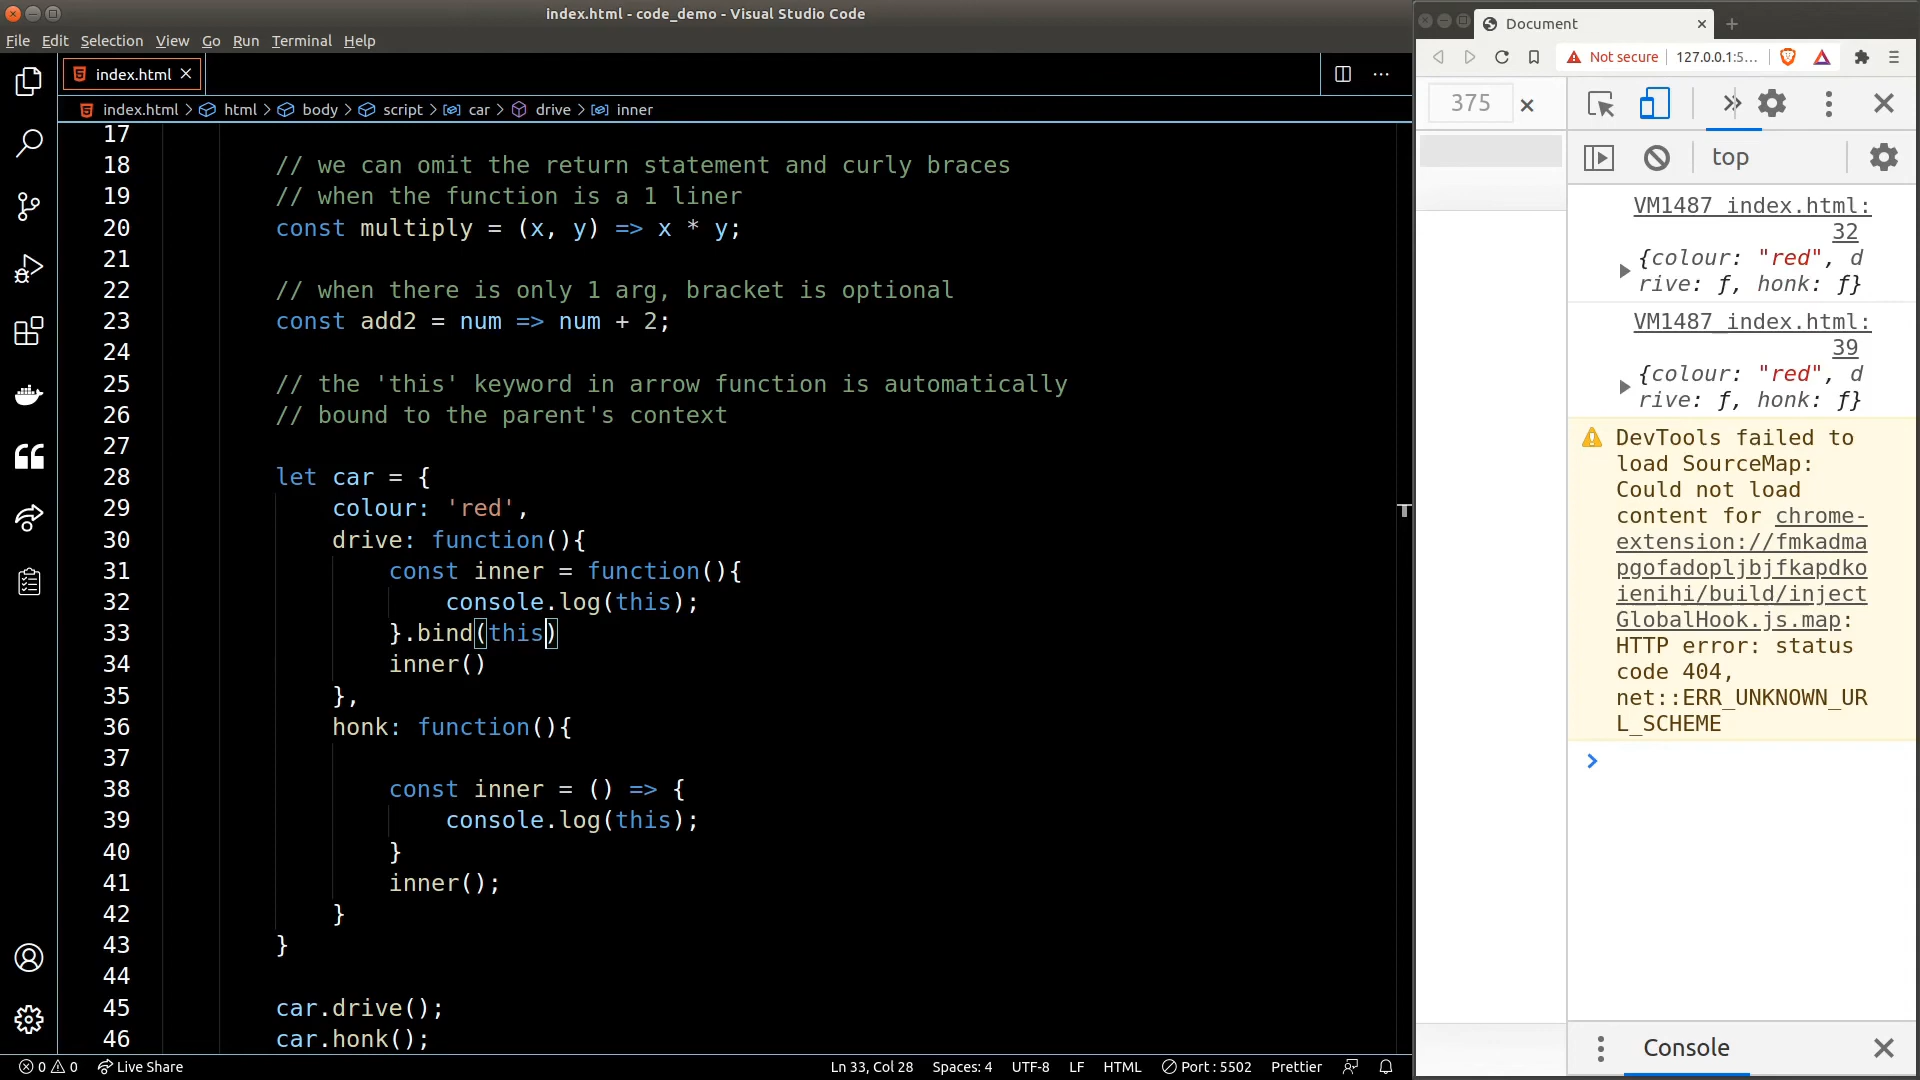 index.html - code_demo - Visual Studio Code
File Edit Selection View Go Run Terminal Help
index.html
index.html > html > body > script > car > drive > inner
17
18 // we can omit the return statement and curly braces
19 // when the function is a 1 liner
20 const multiply = (x, y) => x * y;
21
22 // when there is only 1 arg, bracket is optional
23 const add2 = num => num + 2;
24
25 // the 'this' keyword in arrow function is automatically
26 // bound to the parent's context
27
28 let car = {
29 colour: 'red',
30 drive: function(){
31 const inner = function(){
32 console.log(this);
33 }.bind(this)
34 inner()
35 },
36 honk: function(){
37
38 const inner = () => {
39 console.log(this);
40 }
41 inner();
42 }
43 }
44
45 car.drive();
46 car.honk();
0 0 Live Share
Ln 33, Col 28 Spaces: 4 UTF-8 LF HTML Port : 5502 Prettier
Document
Not secure 127.0.0.1:5...
375
top
VM1487 index.html:
32
{colour: "red", d
rive: ƒ, honk: ƒ}
VM1487 index.html:
39
{colour: "red", d
rive: ƒ, honk: ƒ}
DevTools failed to
load SourceMap:
Could not load
content for chrome-
extension://fmkadma
pgofadopljbjfkapdko
ienihi/build/inject
GlobalHook.js.map:
HTTP error: status
code 404,
net::ERR_UNKNOWN_UR
L_SCHEME
Console